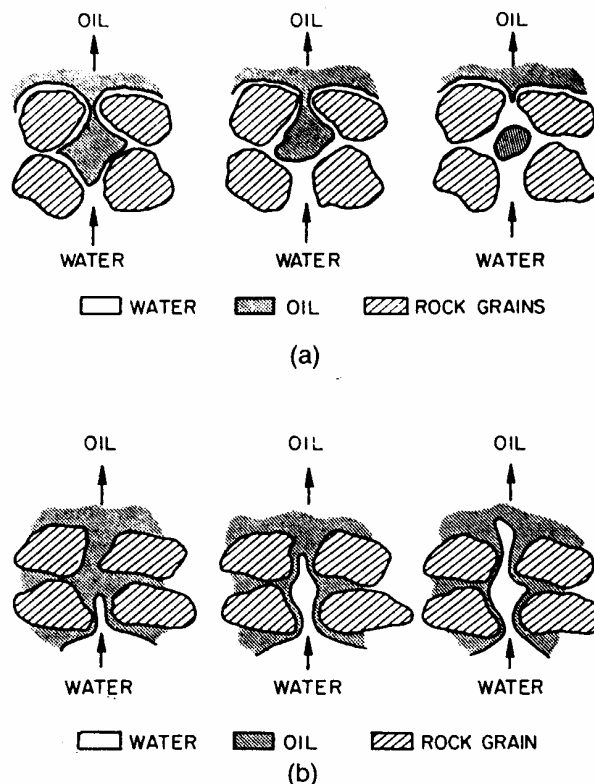 OIL OIL OIL
WATER WATER WATER
WATER OIL ROCK GRAINS
(a)
OIL OIL OIL
WATER WATER WATER
WATER OIL ROCK GRAIN
(b)